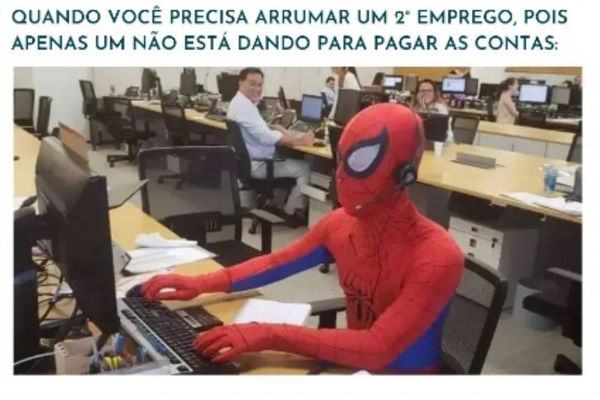 QUANDO VOCÊ PRECISA ARRUMAR UM 2° EMPREGO, POIS
APENAS UM NÃO ESTÁ DANDO PARA PAGAR AS CONTAS: